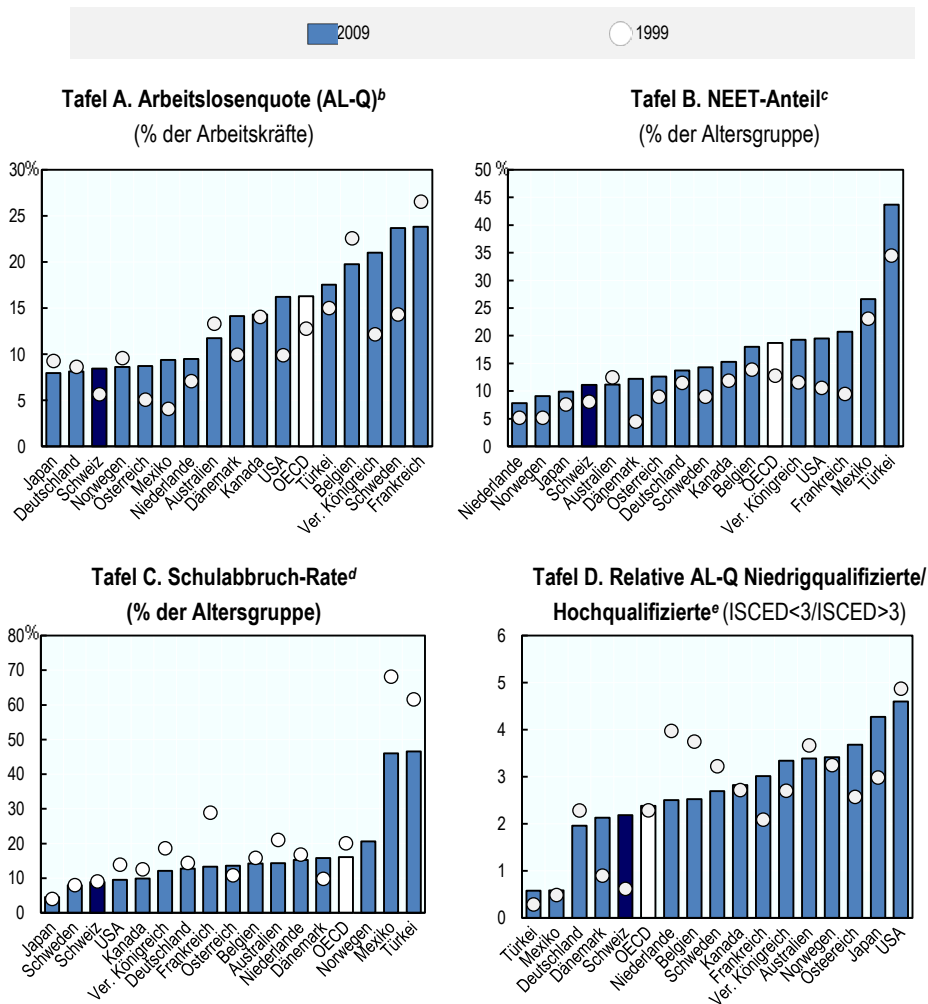 2009 1999
Tafel A. Arbeitslosenquote (AL-Q)b
(% der Arbeitskräfte)
30%
25
20
15
10
5
0
Japan
Deutschland
Schweiz
Norwegen
Österreich
Mexiko
Niederlande
Australien
Dänemark
Kanada
USA
OECD
Türkei
Belgien
Ver. Königreich
Schweden
Frankreich
Tafel B. NEET-Anteilc
(% der Altersgruppe)
50 %
45
40
35
30
25
20
15
10
5
0
Niederlande
Norwegen
Japan
Schweiz
Australien
Dänemark
Österreich
Deutschland
Schweden
Kanada
Belgien
OECD
Ver. Königreich
USA
Frankreich
Mexiko
Türkei
Tafel C. Schulabbruch-Rated
(% der Altersgruppe)
80%
70
60
50
40
30
20
10
0
Japan
Schweden
Schweiz
USA
Kanada
Ver. Königreich
Deutschland
Frankreich
Österreich
Belgien
Australien
Niederlande
Dänemark
OECD
Norwegen
Mexiko
Türkei
Tafel D. Relative AL-Q Niedrigqualifizierte/
Hochqualifiziertee (ISCED<3/ISCED>3)
6
5
4
3
2
1
0
Türkei
Mexiko
Deutschland
Dänemark
Schweiz
OECD
Niederlande
Belgien
Schweden
Kanada
Frankreich
Ver. Königreich
Australien
Norwegen
Östeereich
Japan
USA